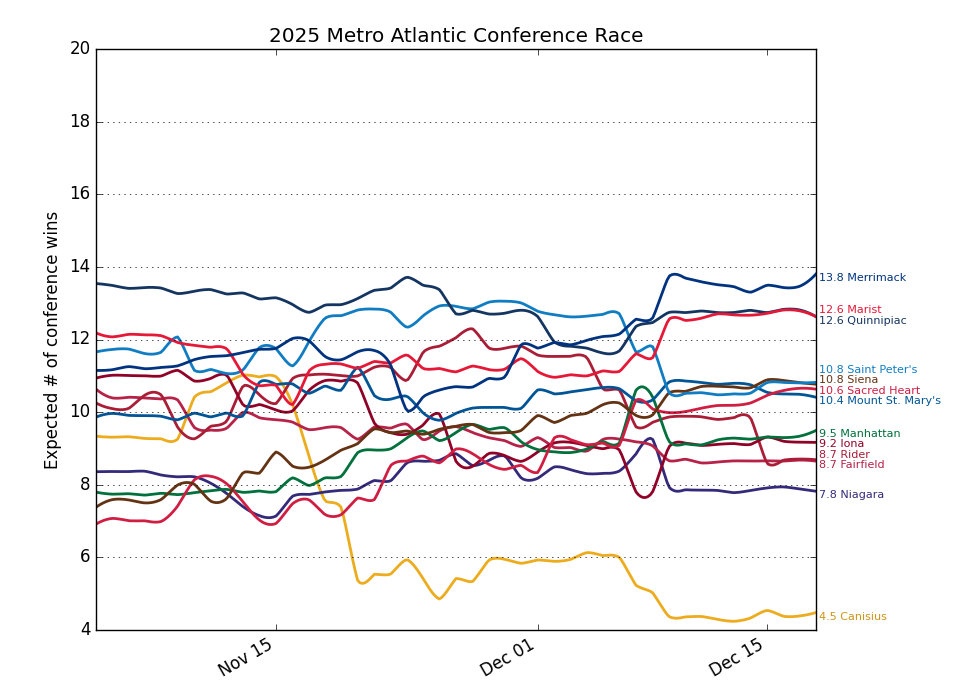 2025 Metro Atlantic Conference Race
Expected # of conference wins
20
18
16
14
12
10
8
6
4
Nov 15
Dec 01
Dec 15
13.8 Merrimack
12.6 Marist
12.6 Quinnipiac
10.8 Saint Peter's
10.8 Siena
10.6 Sacred Heart
10.4 Mount St. Mary's
9.5 Manhattan
9.2 Iona
8.7 Rider
8.7 Fairfield
7.8 Niagara
4.5 Canisius